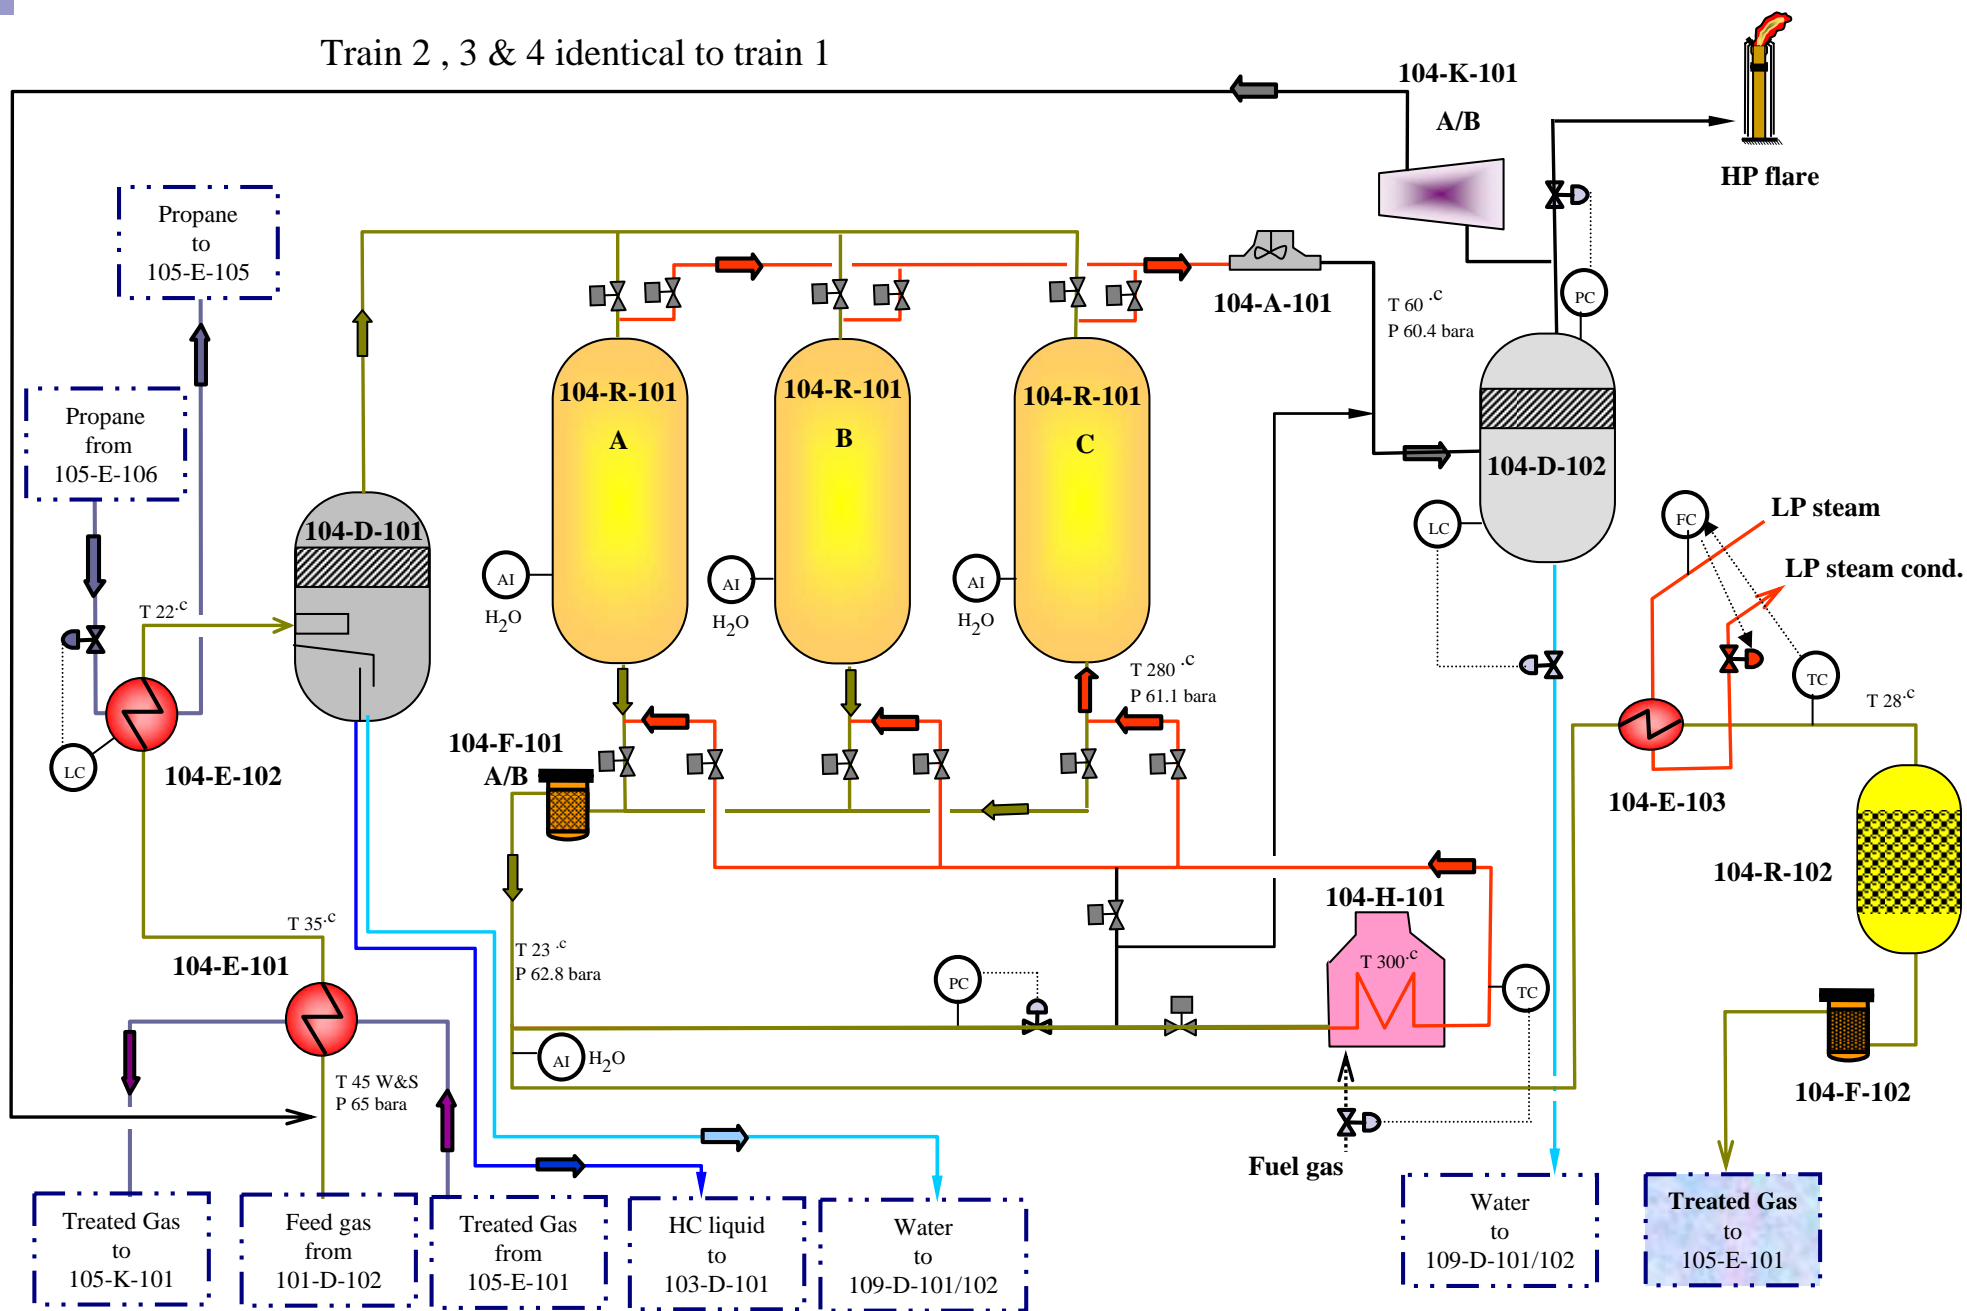 Train 2 , 3 & 4 identical to train 1
104-K-101
A/B
HP flare
Propane
to
105-E-105
Propane
from
105-E-106
104-A-101
T 60 .c
P 60.4 bara
PC
104-R-101
A
104-R-101
B
104-R-101
C
104-D-102
LC
104-D-101
AI
H2O
AI
H2O
AI
H2O
FC
LP steam
LP steam cond.
TC
T 28.c
T 22.c
T 280 .c
P 61.1 bara
LC
104-E-102
104-F-101
A/B
104-E-103
104-R-102
104-H-101
T 300.c
TC
T 35.c
104-E-101
T 23 .c
P 62.8 bara
PC
AI
H2O
T 45 W&S
P 65 bara
104-F-102
Fuel gas
Treated Gas
to
105-K-101
Feed gas
from
101-D-102
Treated Gas
from
105-E-101
HC liquid
to
103-D-101
Water
to
109-D-101/102
Water
to
109-D-101/102
Treated Gas
to
105-E-101